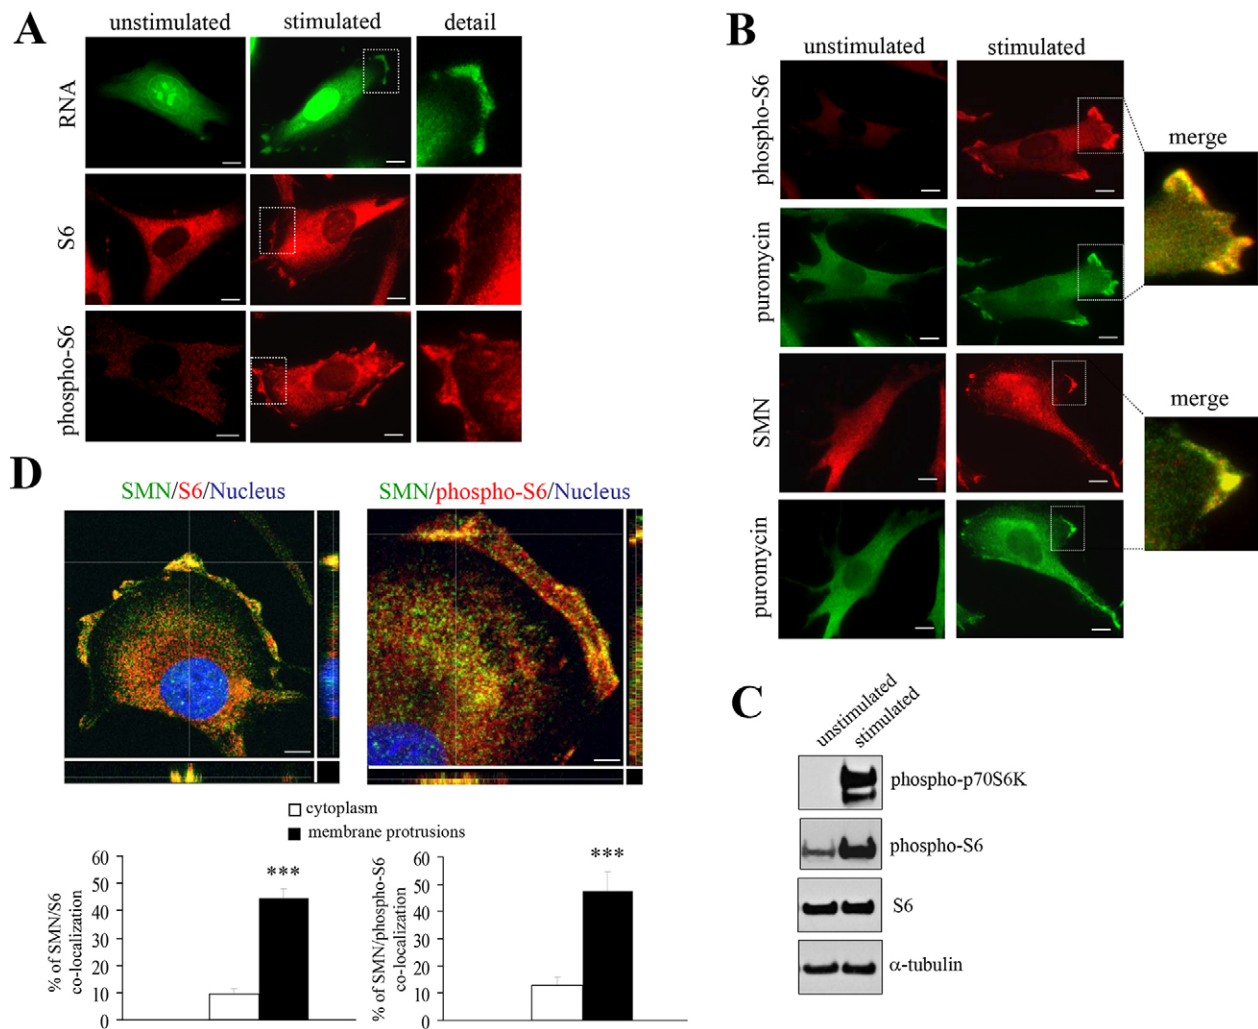 A
unstimulated
stimulated
detail
RNA
S6
phospho-S6
B
unstimulated
stimulated
phospho-S6
merge
puromycin
SMN
merge
puromycin
D
SMN/S6/Nucleus
SMN/phospho-S6/Nucleus
cytoplasm
membrane protrusions
% of SMN/S6
co-localization
60
50
40
30
20
10
0
***
% of SMN/phospho-S6
co-localization
60
50
40
30
20
10
0
***
C
unstimulated
stimulated
phospho-p70S6K
phospho-S6
S6
α-tubulin